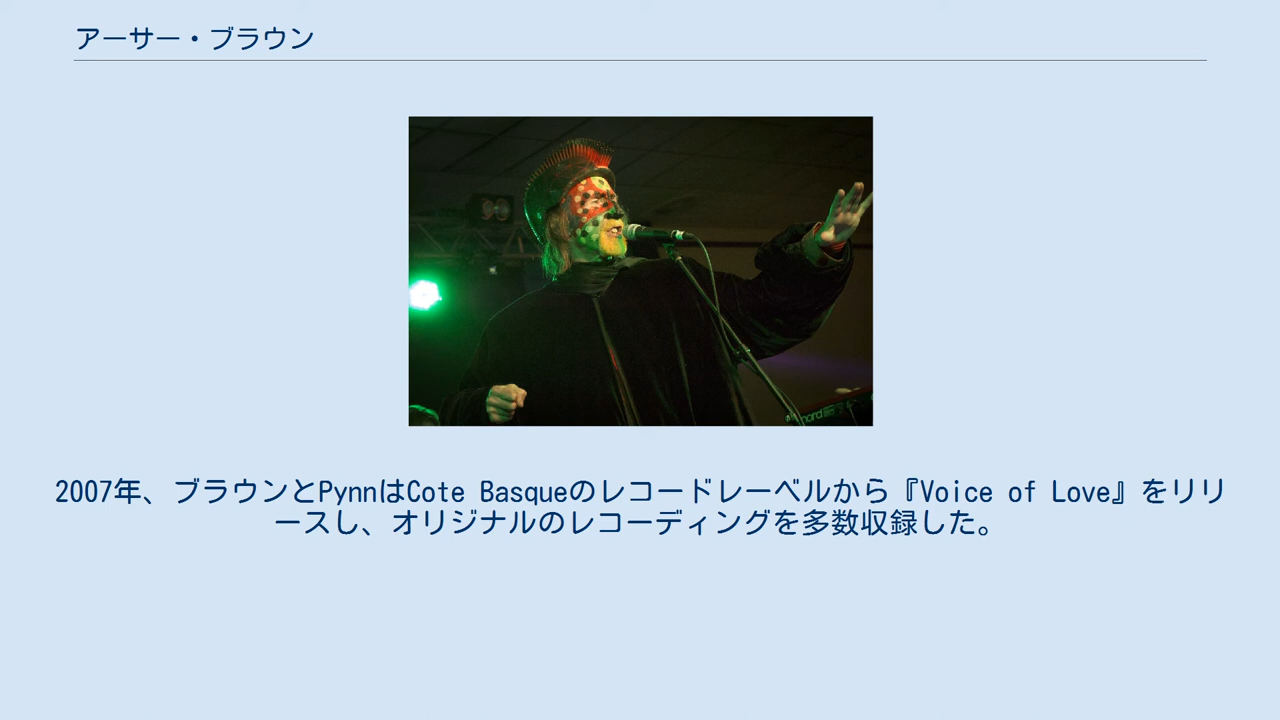 アーサー・ブラウン
2007年、ブラウンとPynnはCote Basqueのレコードレーベルから『Voice of Love』をリリ
ースし、オリジナルのレコーディングを多数収録した。